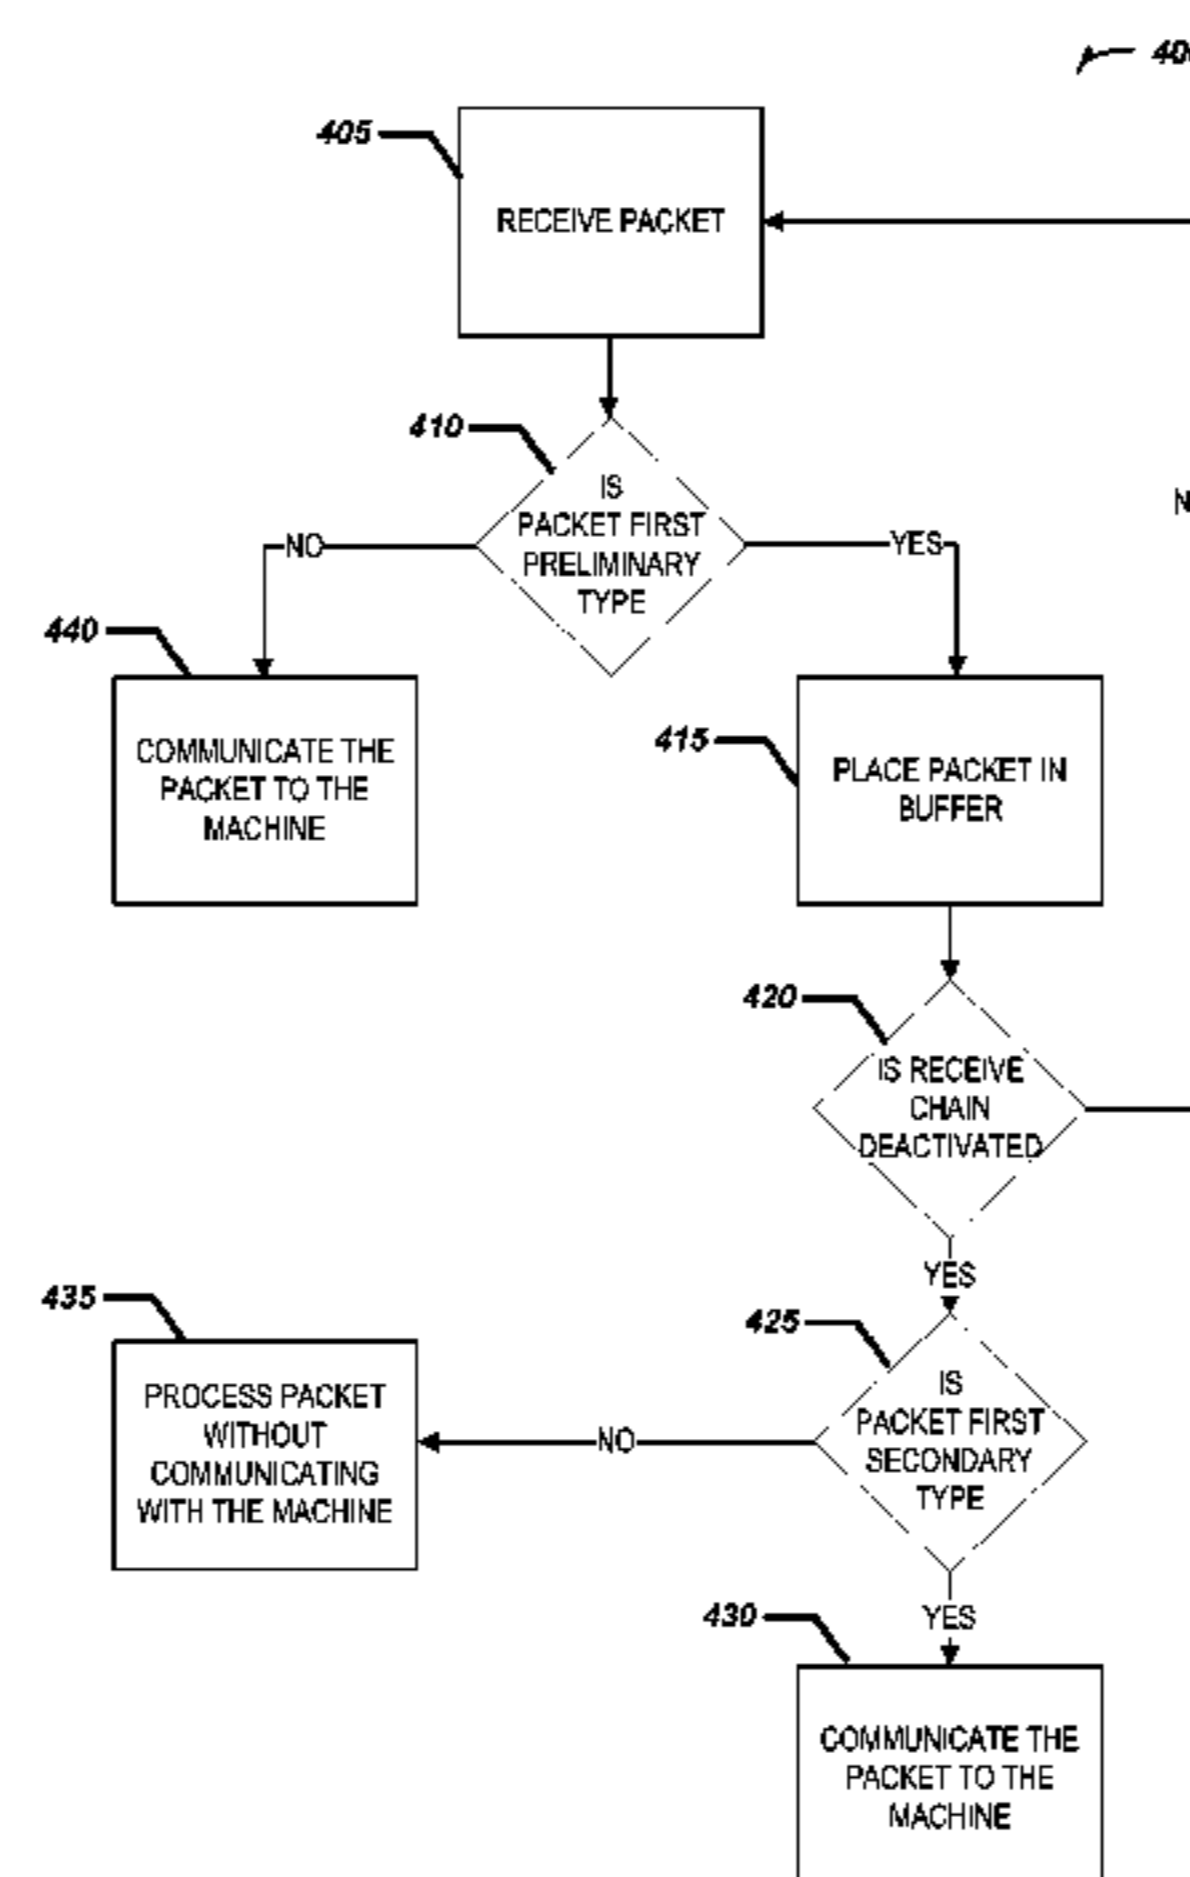 405
RECEIVE PACKET
410
IS
PACKET FIRST
PRELIMINARY
TYPE
NO
YES
440
COMMUNICATE THE
PACKET TO THE
MACHINE
415
PLACE PACKET IN
BUFFER
420
IS RECEIVE
CHAIN
DEACTIVATED
YES
435
PROCESS PACKET
WITHOUT
COMMUNICATING
WITH THE MACHINE
425
IS
PACKET FIRST
SECONDARY
TYPE
NO
YES
430
COMMUNICATE THE
PACKET TO THE
MACHINE